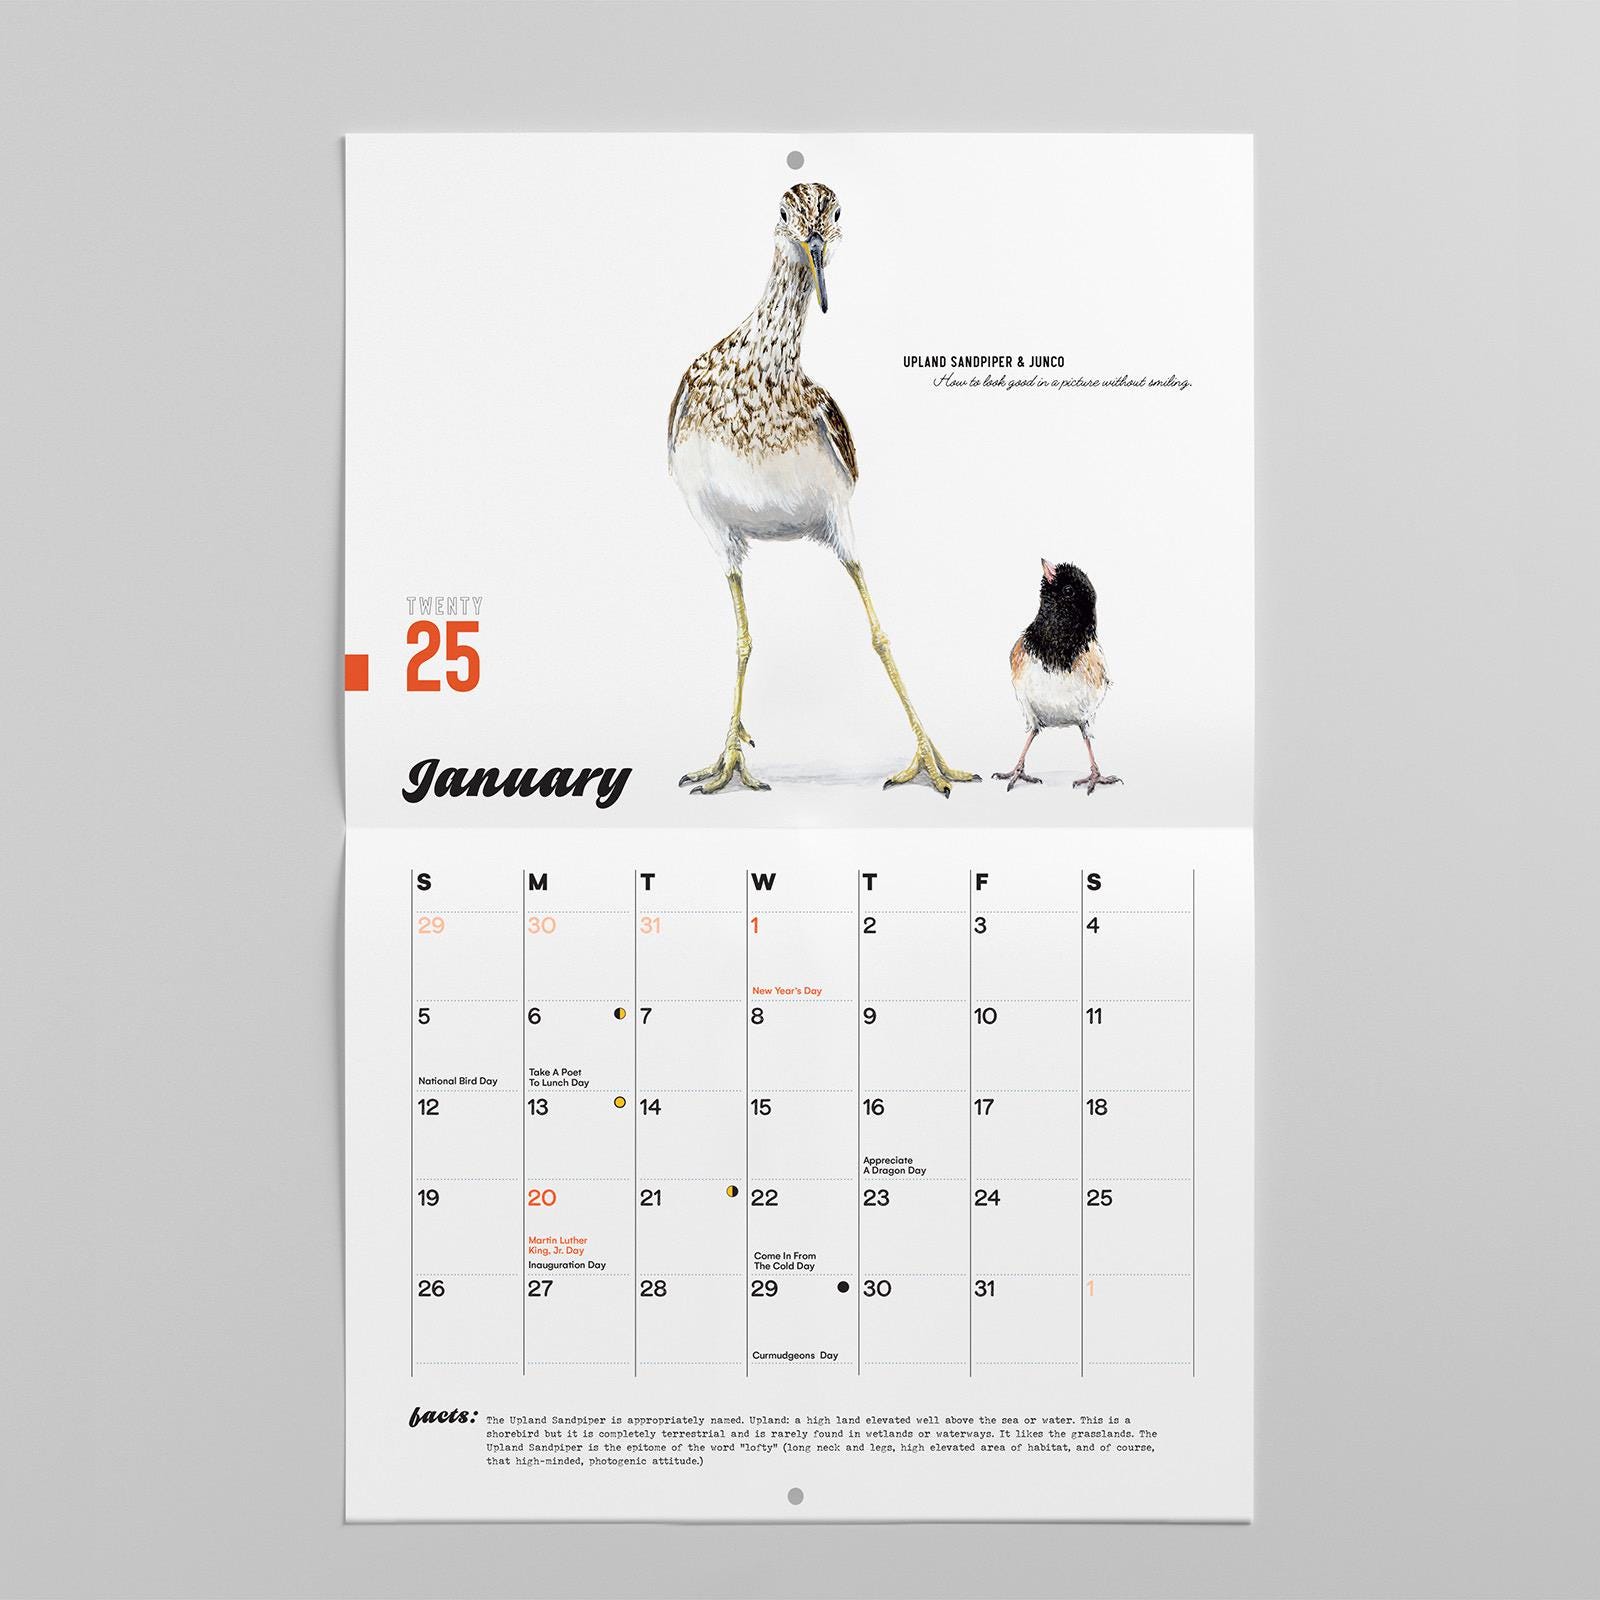 UPLAND SANDPIPER & JUNCO
How to look good in a picture without smiling.
TWENTY
25
January
S M T W T F S
29 30 31 1 2 3 4
New Year's Day
5 6 7 8 9 10 11
National Bird Day
Take A Poet
To Lunch Day
12 13 14 15 16 17 18
Appreciate
A Dragon Day
19 20 21 22 23 24 25
Martin Luther
King, Jr. Day
Inauguration Day
Come In From
The Cold Day
26 27 28 29 30 31 1
Curmudgeons Day
facts:
The Upland Sandpiper is appropriately named. Upland: a high land elevated well above the sea or water. This is a
shorebird but it is completely terrestrial and is rarely found in wetlands or waterways. It likes the grasslands. The
Upland Sandpiper is the epitome of the word "lofty" (long neck and legs, high elevated area of habitat, and of course,
that high-minded, photogenic attitude.)